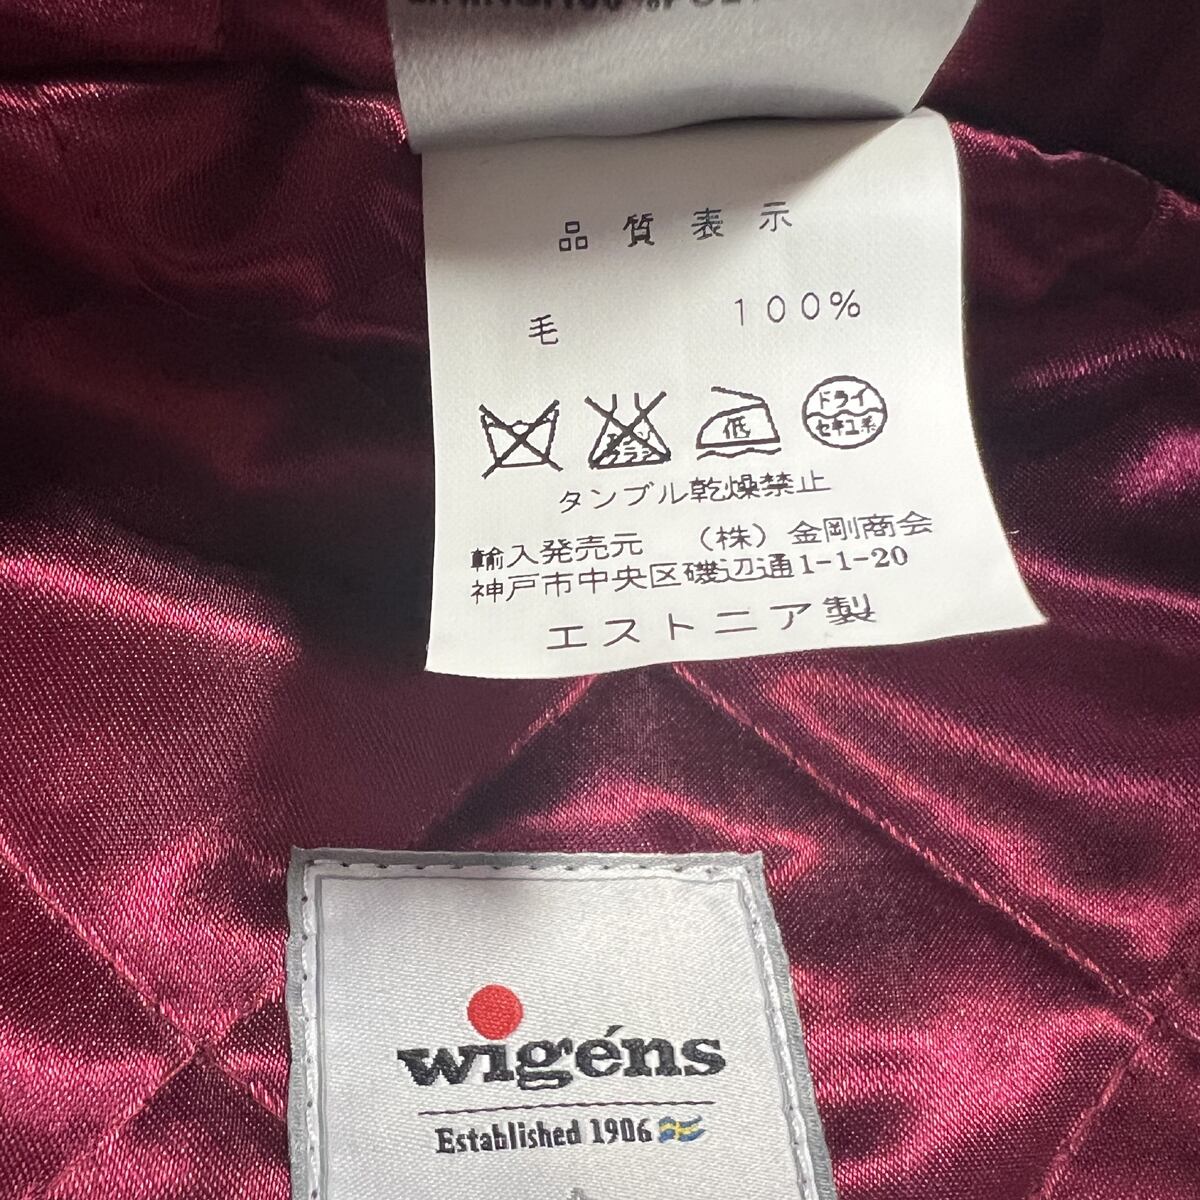 品質表示
毛 100%
低
ドライ
セキユ系
タンブル乾燥禁止
輸入発売元 (株)金剛商会
神戸市中央区磯辺通1-1-20
エストニア製
wigéns
Established 1906